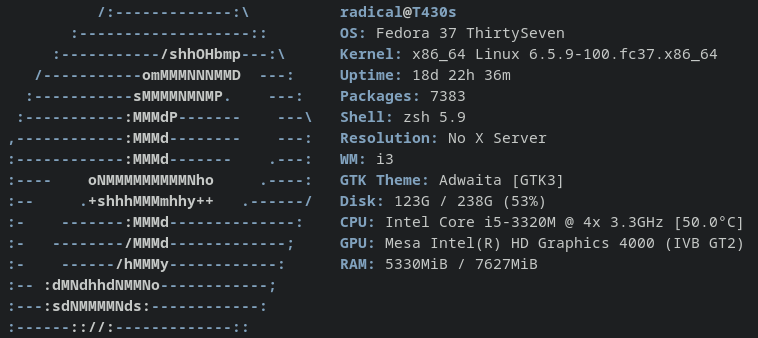 /:-------------:\          radical@T430s
       :-------------------::       OS: Fedora 37 ThirtySeven
     :-----------/shhOHbmp---:\     Kernel: x86_64 Linux 6.5.9-100.fc37.x86_64
   /-----------omMMMNNNMMD  ---:    Uptime: 18d 22h 36m
  :-----------sMMMMNMNMP.    ---:   Packages: 7383
 :-----------:MMMdP-------    ---\  Shell: zsh 5.9
,------------:MMMd--------    ---:  Resolution: No X Server
:------------:MMMd-------    .---:  WM: i3
:----    oNMMMMMMMMMNho     .----:  GTK Theme: Adwaita [GTK3]
:--     .+shhhMMMmhhy++   .------/  Disk: 123G / 238G (53%)
:-    -------:MMMd--------------:   CPU: Intel Core i5-3320M @ 4x 3.3GHz [50.0°C]
:-   --------/MMMd-------------;    GPU: Mesa Intel(R) HD Graphics 4000 (IVB GT2)
:-    ------/hMMMy------------:     RAM: 5330MiB / 7627MiB
:-- :dMNdhhdNMMNo------------;
:---:sdNMMMMNds:------------:
:------:://:-------------::